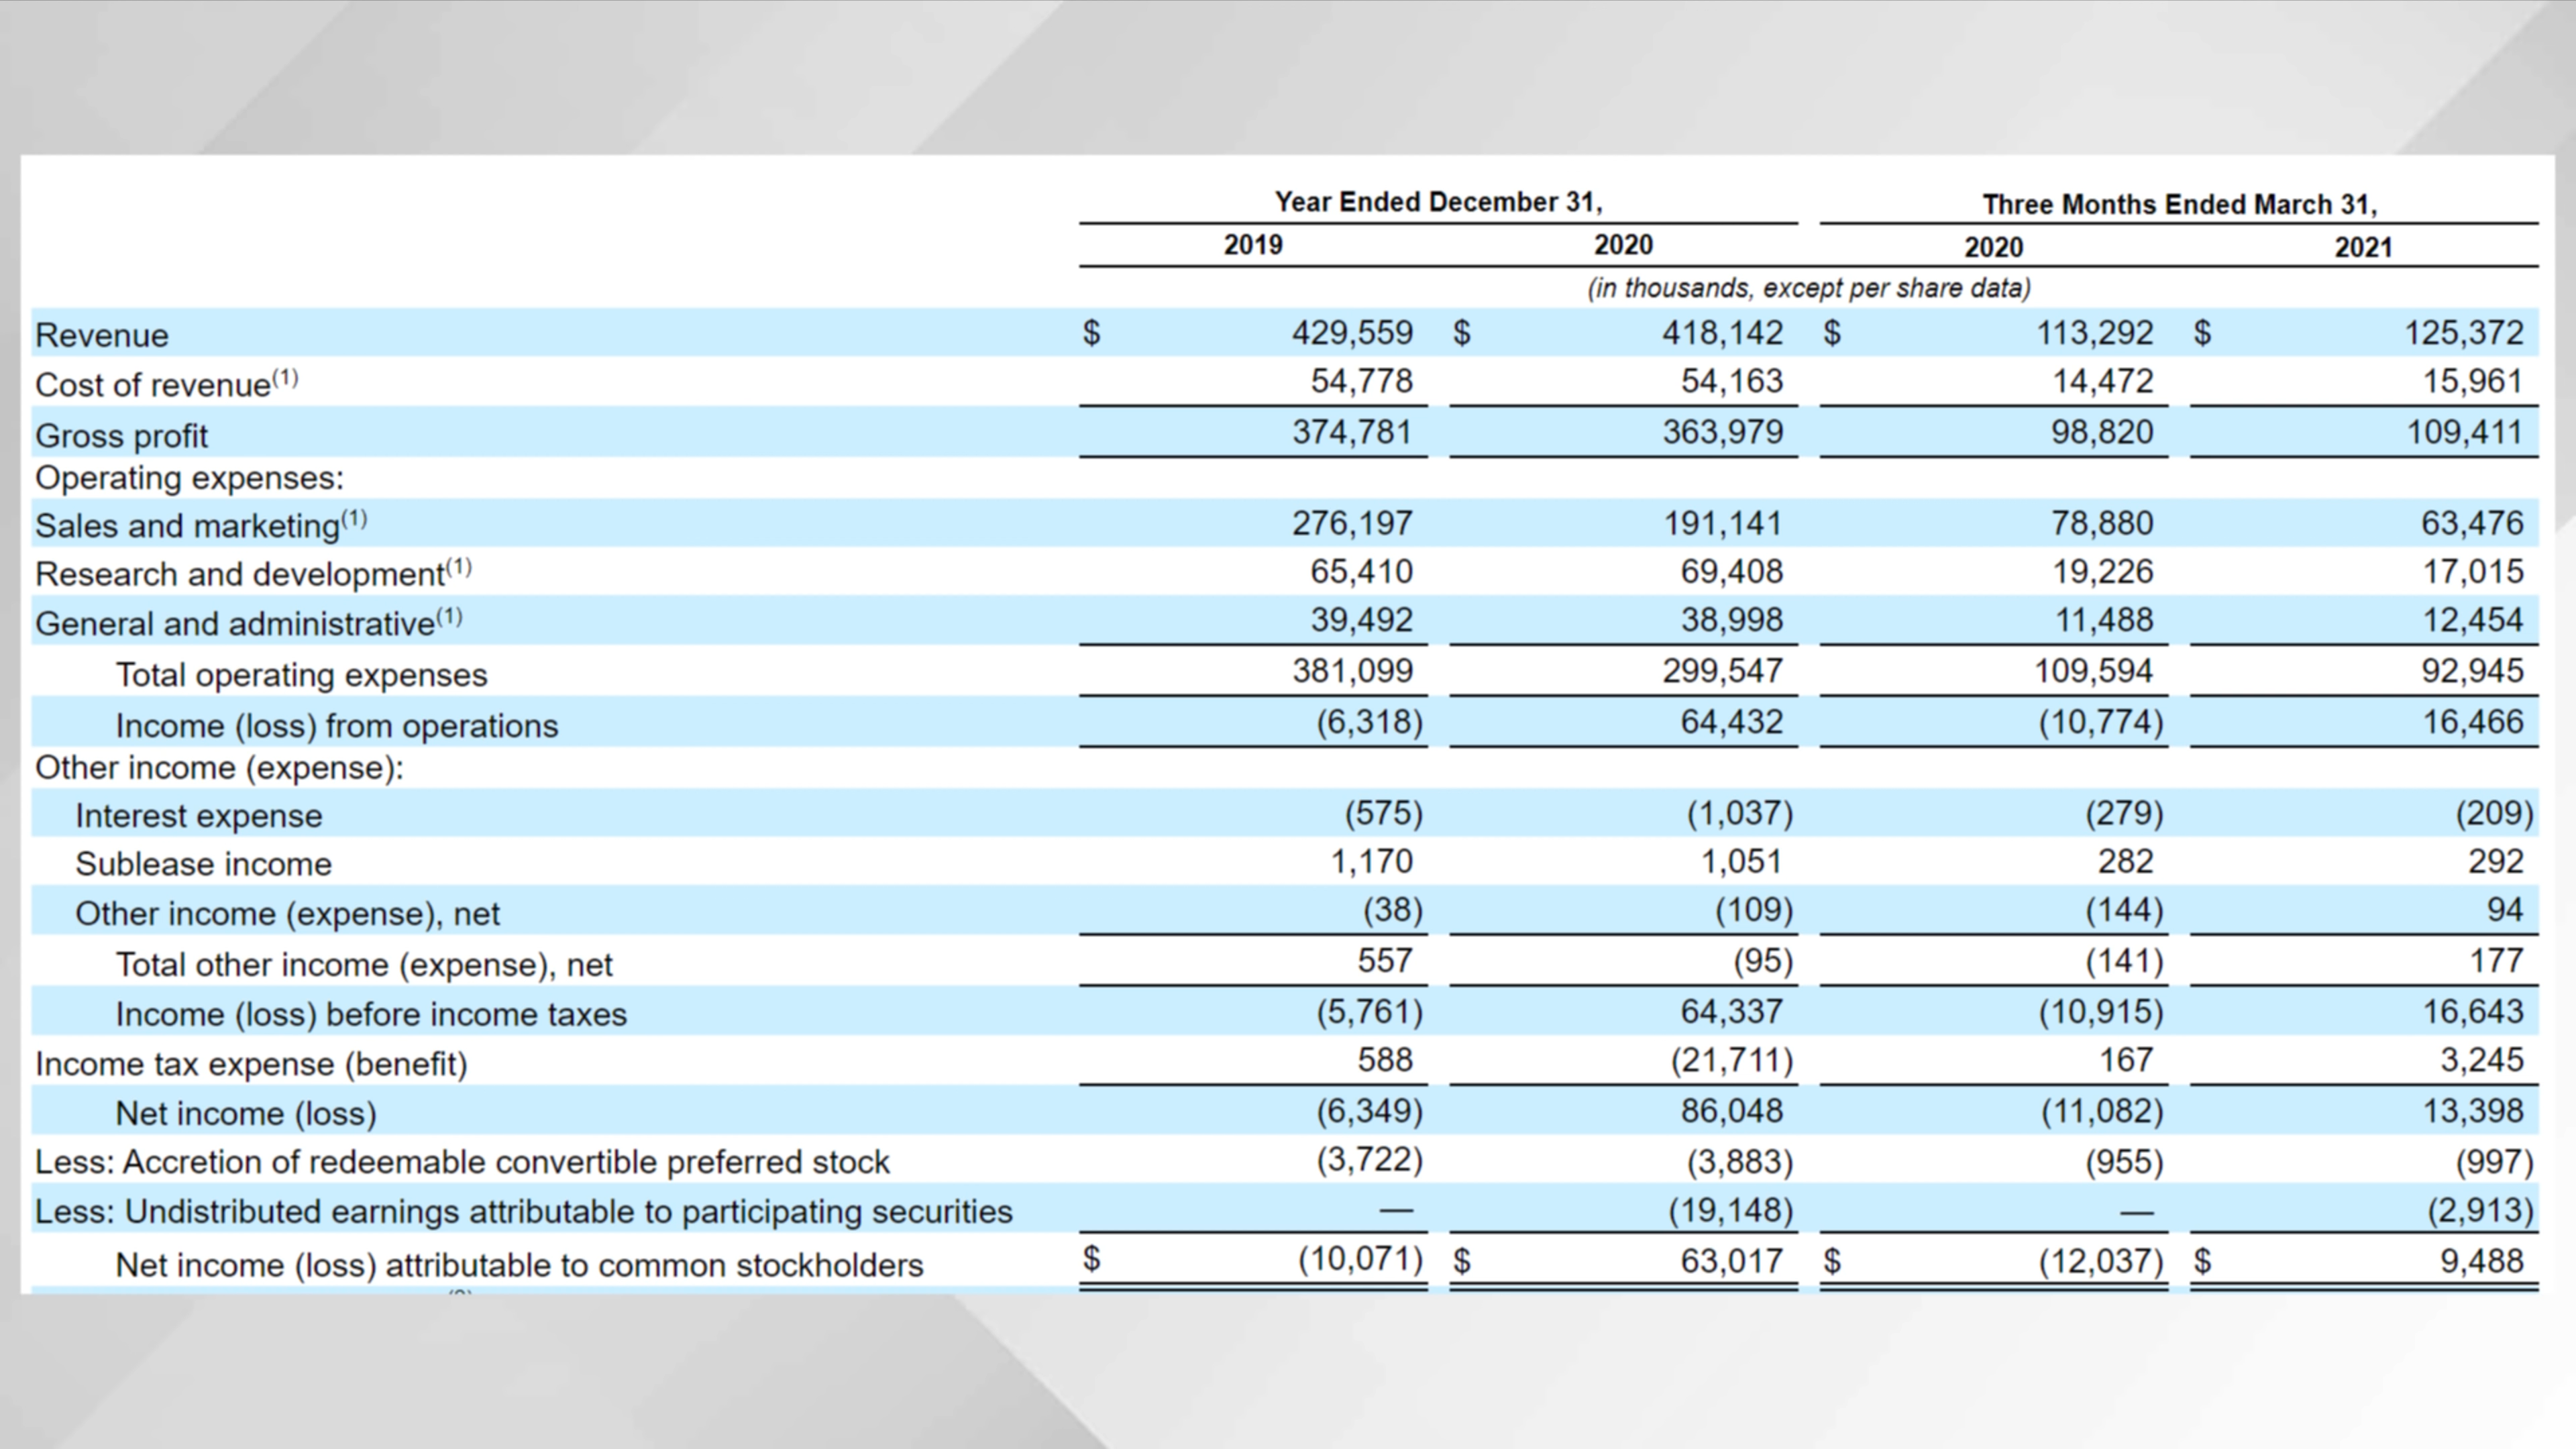 Year Ended December 31, Three Months Ended March 31,
2019 2020 2020 2021
(in thousands, except per share data)
Revenue $ 429,559 $ 418,142 $ 113,292 $ 125,372
Cost of revenue(1) 54,778 54,163 14,472 15,961
Gross profit 374,781 363,979 98,820 109,411
Operating expenses:
Sales and marketing(1) 276,197 191,141 78,880 63,476
Research and development(1) 65,410 69,408 19,226 17,015
General and administrative(1) 39,492 38,998 11,488 12,454
Total operating expenses 381,099 299,547 109,594 92,945
Income (loss) from operations (6,318) 64,432 (10,774) 16,466
Other income (expense):
Interest expense (575) (1,037) (279) (209)
Sublease income 1,170 1,051 282 292
Other income (expense), net (38) (109) (144) 94
Total other income (expense), net 557 (95) (141) 177
Income (loss) before income taxes (5,761) 64,337 (10,915) 16,643
Income tax expense (benefit) 588 (21,711) 167 3,245
Net income (loss) (6,349) 86,048 (11,082) 13,398
Less: Accretion of redeemable convertible preferred stock (3,722) (3,883) (955) (997)
Less: Undistributed earnings attributable to participating securities — (19,148) — (2,913)
Net income (loss) attributable to common stockholders $ (10,071) $ 63,017 $ (12,037) $ 9,488